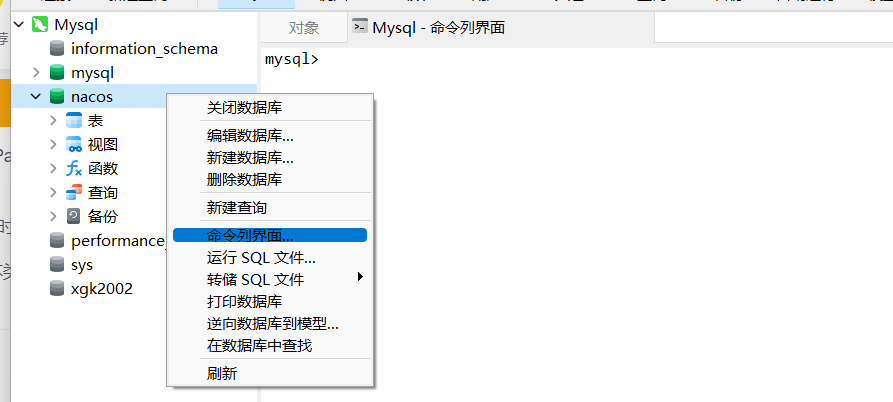 Mysql
information_schema
mysql
nacos
表
视图
函数
查询
备份
performance_
sys
xgk2002
对象
Mysql - 命令列界面
mysql>
关闭数据库
编辑数据库...
新建数据库...
删除数据库
新建查询
命令列界面...
运行 SQL 文件...
转储 SQL 文件
打印数据库
逆向数据库到模型...
在数据库中查找
刷新